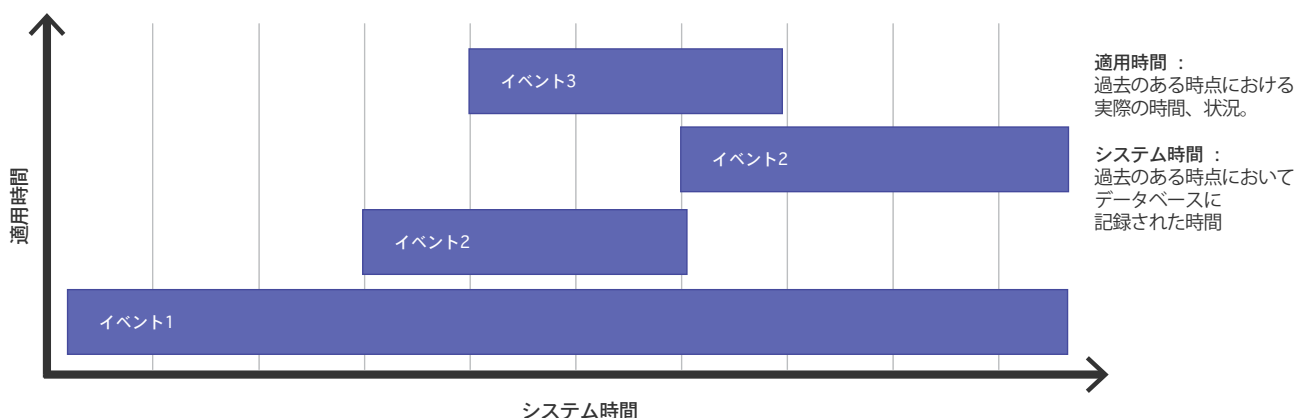 イベント3
イベント2
イベント2
イベント1
適用時間
システム時間
適用時間 :
過去のある時点における
実際の時間、状況。
システム時間 :
過去のある時点において
データベースに
記録された時間